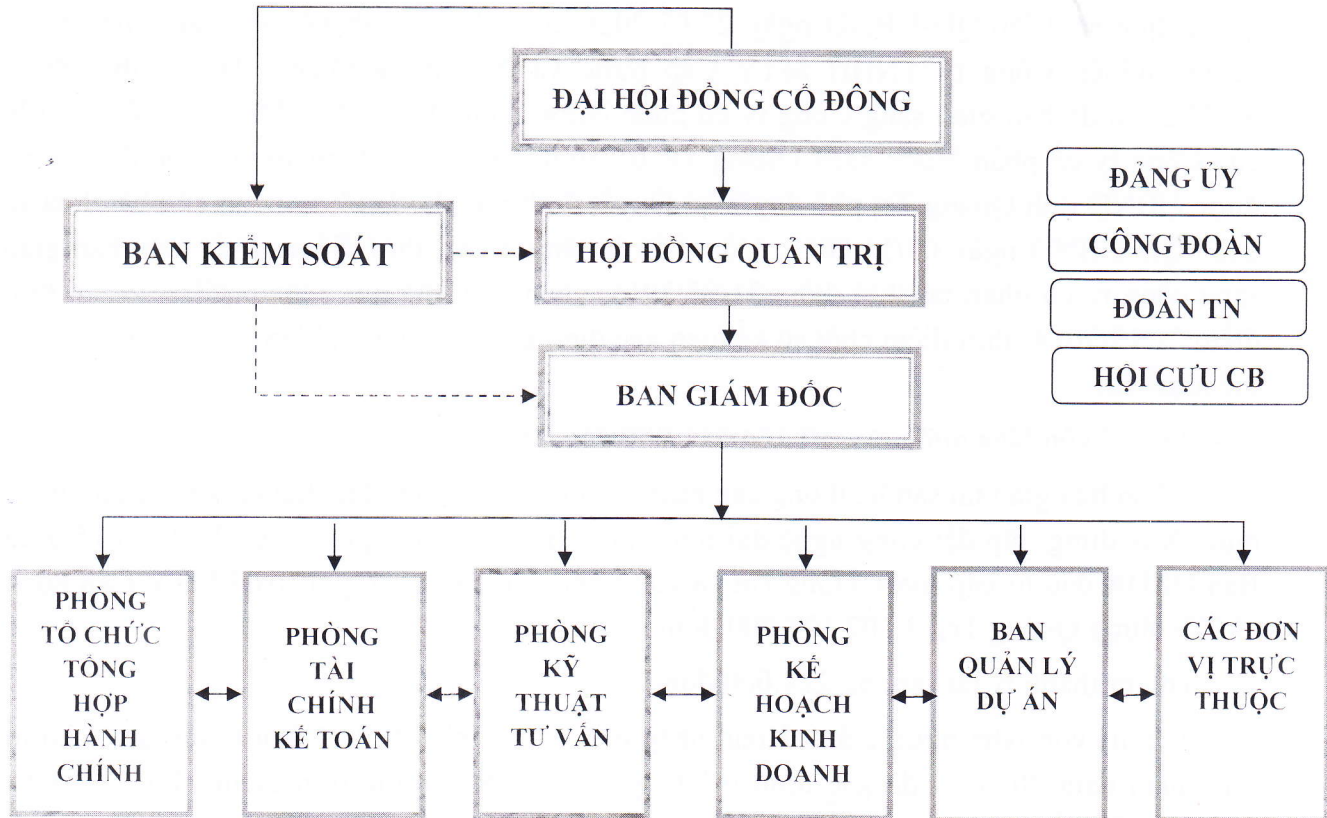 ĐẠI HỘI ĐỒNG CỔ ĐÔNG
ĐẢNG ỦY
BAN KIỂM SOÁT
HỘI ĐỒNG QUẢN TRỊ
CÔNG ĐOÀN
ĐOÀN TN
BAN GIÁM ĐỐC
HỘI CỰU CB
PHÒNG
TỔ CHỨC
TỔNG
HỢP
HÀNH
CHÍNH
PHÒNG
TÀI
CHÍNH
KẾ TOÁN
PHÒNG
KỸ
THUẬT
TƯ VẤN
PHÒNG
KẾ
HOẠCH
KINH
DOANH
BAN
QUẢN LÝ
DỰ ÁN
CÁC ĐƠN
VỊ TRỰC
THUỘC